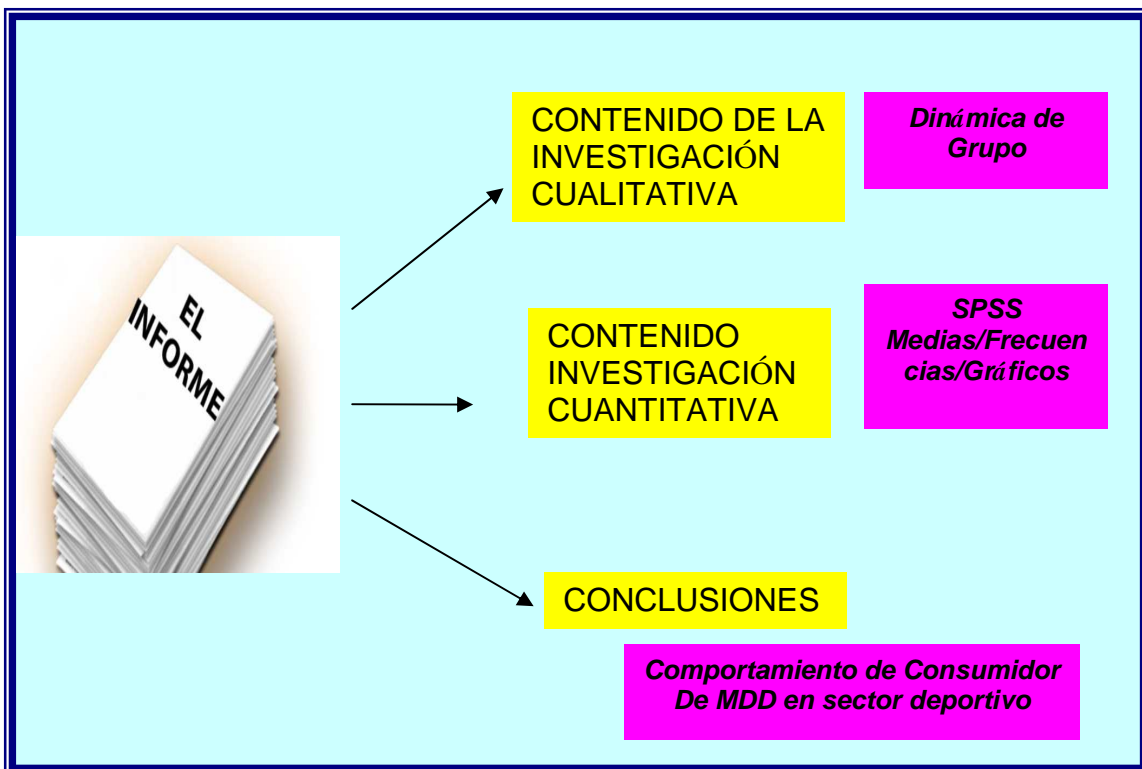 EL
INFORME
CONTENIDO DE LA
INVESTIGACIÓN
CUALITATIVA
Dinámica de
Grupo
CONTENIDO
INVESTIGACIÓN
CUANTITATIVA
SPSS
Medias/Frecuen
cias/Gráficos
CONCLUSIONES
Comportamiento de Consumidor
De MDD en sector deportivo